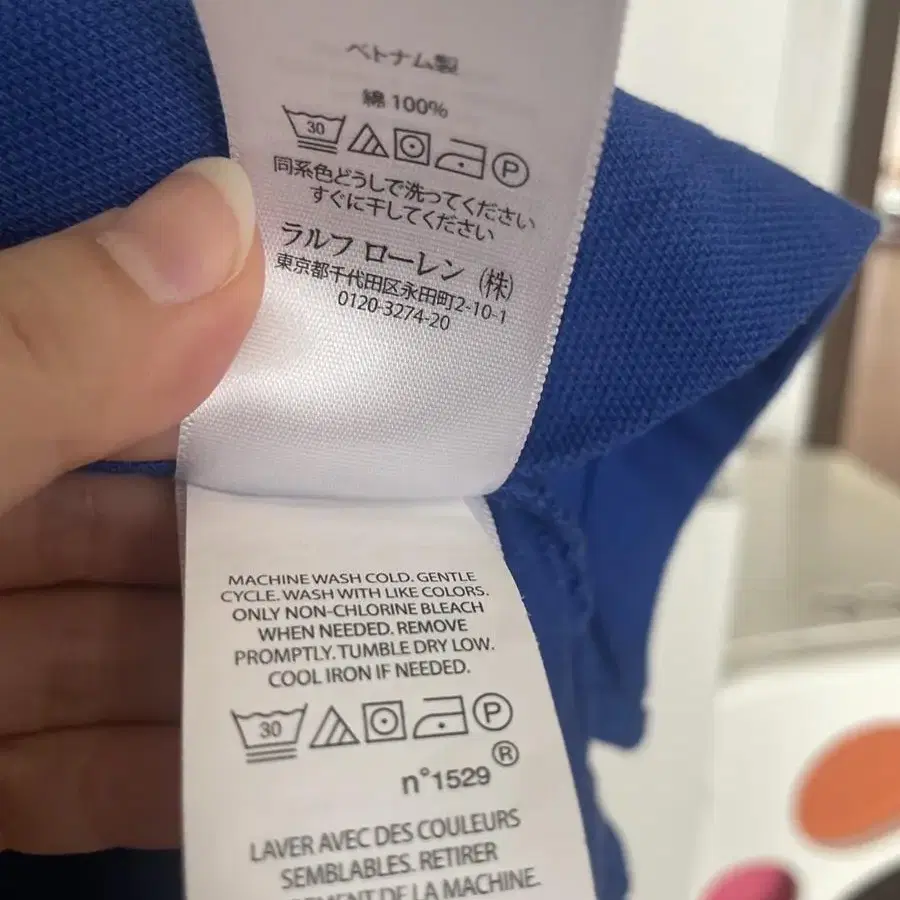 ベトナム製
綿 100%
30 P
同系色どうしで洗ってください
すぐに干してください
ラルフ ローレン (株)
東京都千代田区永田町2-10-1
0120-3274-20
MACHINE WASH COLD. GENTLE
CYCLE. WASH WITH LIKE COLORS.
ONLY NON-CHLORINE BLEACH
WHEN NEEDED. REMOVE
PROMPTLY. TUMBLE DRY LOW.
COOL IRON IF NEEDED.
30 P
n°1529 ®
LAVER AVEC DES COULEURS
SEMBLABLES. RETIRER
DE LA MACHINE.